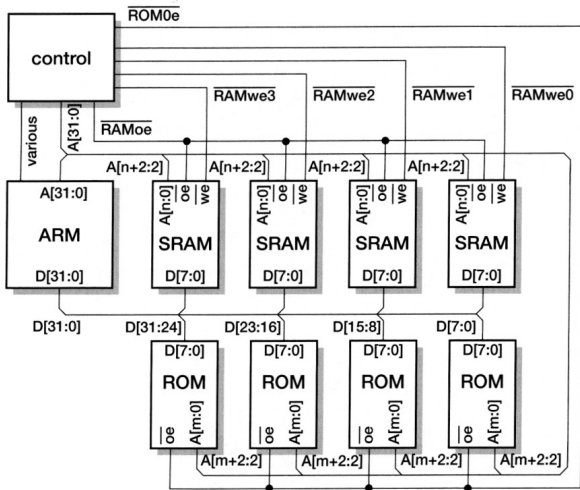 ROM0e
control
RAMwe3
RAMwe2
RAMwe1
RAMwe0
various
A[31:0]
RAMoe
A[n+2:2]
A[n+2:2]
A[n+2:2]
A[n+2:2]
A[31:0]
ARM
D[31:0]
A[n:0]
oe
we
SRAM
D[7:0]
A[n:0]
oe
we
SRAM
D[7:0]
A[n:0]
oe
we
SRAM
D[7:0]
A[n:0]
oe
we
SRAM
D[7:0]
D[31:0]
D[31:24]
D[23:16]
D[15:8]
D[7:0]
D[7:0]
ROM
oe
A[m:0]
D[7:0]
ROM
oe
A[m:0]
D[7:0]
ROM
oe
A[m:0]
D[7:0]
ROM
oe
A[m:0]
A[m+2:2]
A[m+2:2]
A[m+2:2]
A[m+2:2]